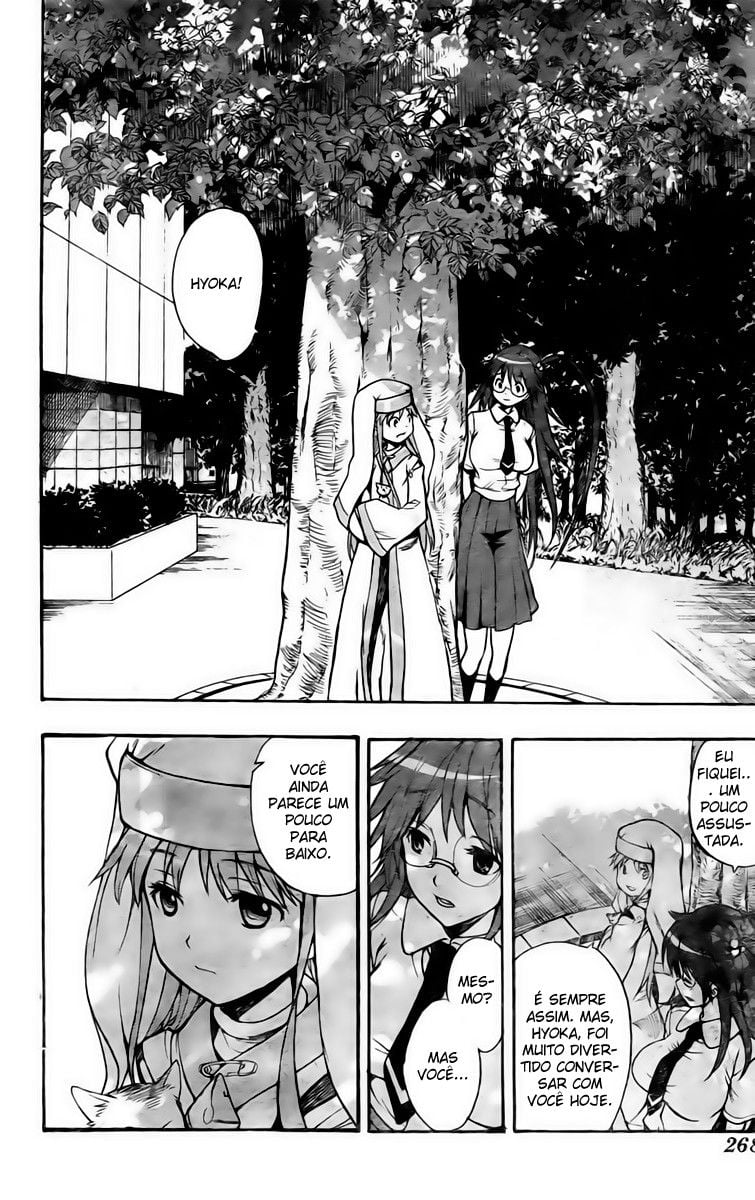 HYOKA!
EU
FIQUEI..
. UM
POUCO
ASSUS-
TADA.
É SEMPRE
ASSIM. MAS,
HYOKA, FOI
MUITO DIVER-
TIDO CONVER-
SAR COM
VOCÊ HOJE.
MES-
MO?
MAS
VOCÊ...
VOCÊ
AINDA
PARECE UM
POUCO
PARA
BAIXO.
268